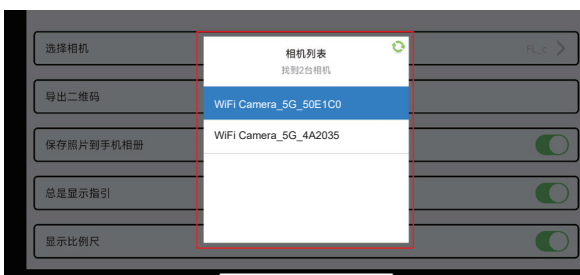 选择相机
FL_c
导出二维码
保存照片到手机相册
总是显示指引
显示比例尺
相机列表
找到2台相机
WiFi Camera_5G_50E1C0
WiFi Camera_5G_4A2035